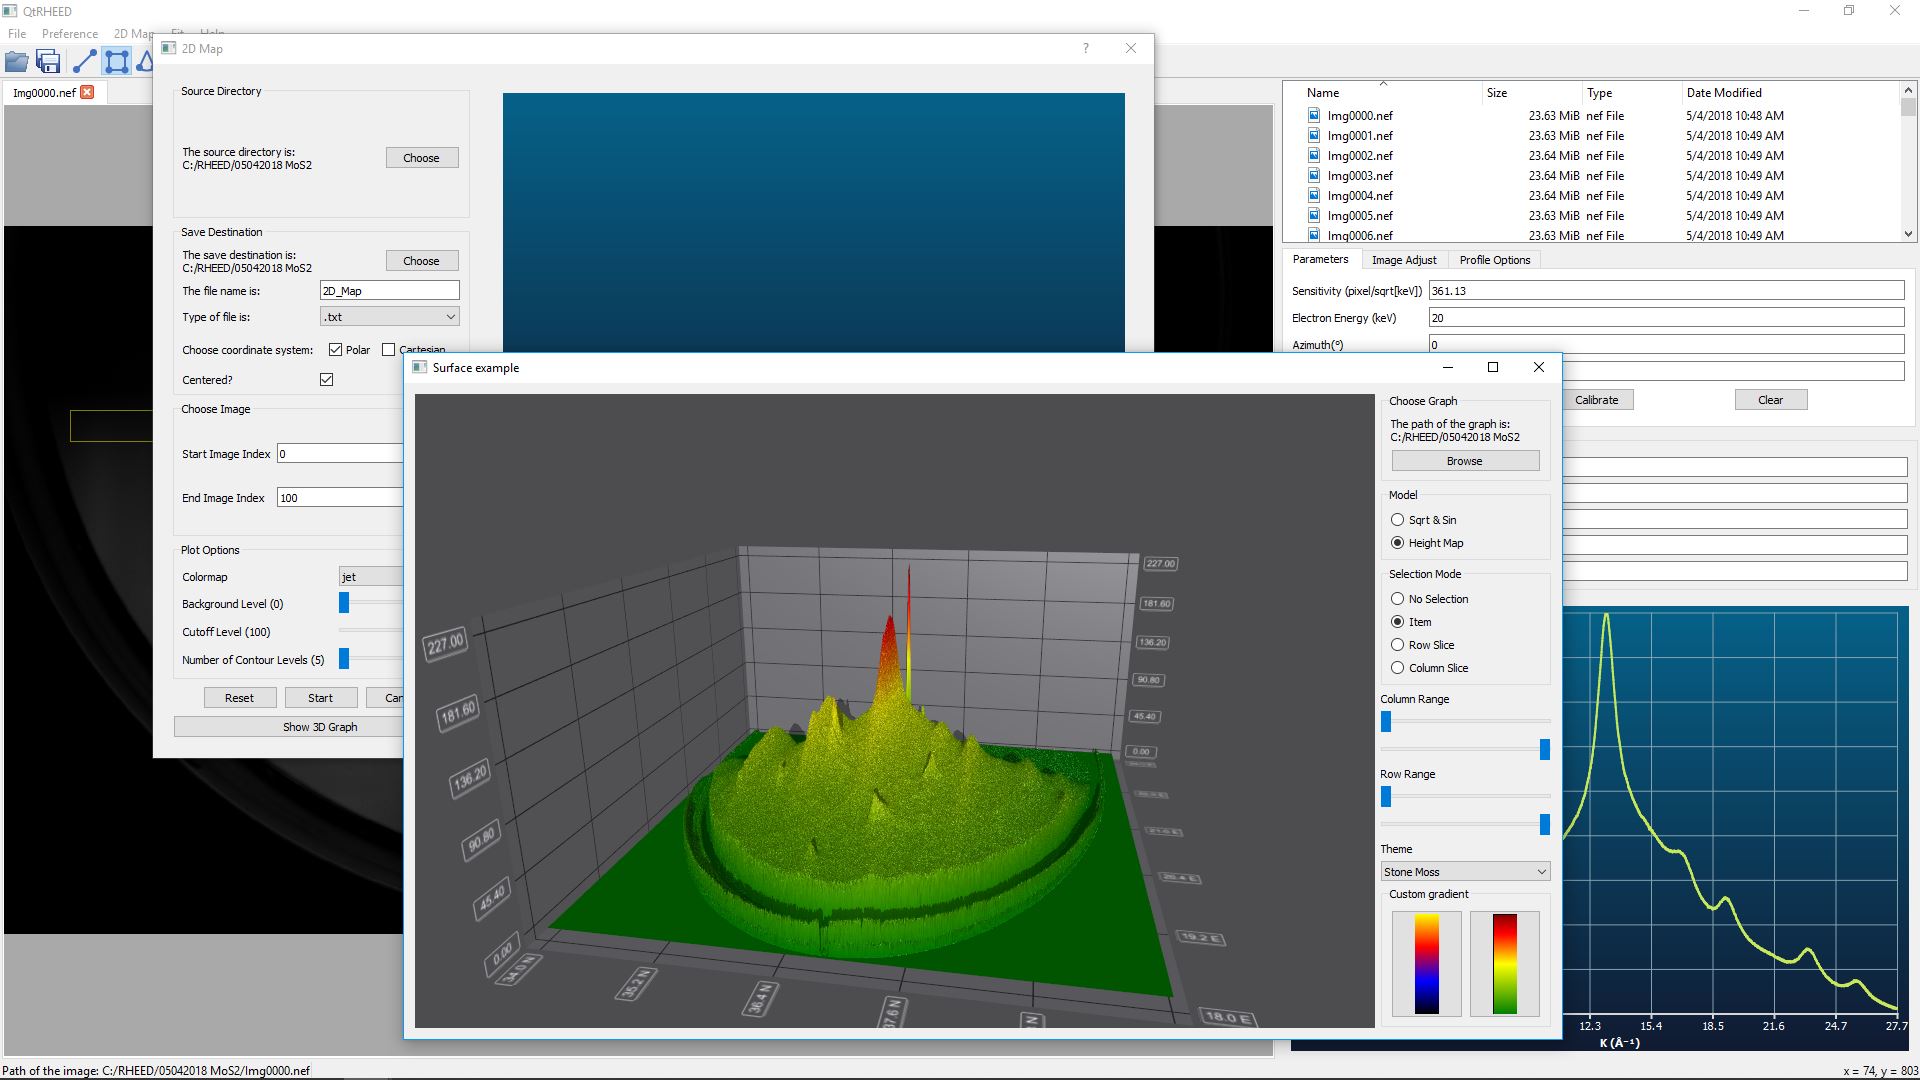 QtRHEED
File Preference 2D Map Fit Help
Img0000.nef
2D Map
?
Source Directory
The source directory is:
C:/RHEED/05042018 MoS2
Choose
Save Destination
The save destination is:
C:/RHEED/05042018 MoS2
Choose
The file name is: 2D_Map
Type of file is: .txt
Choose coordinate system: Polar Cartesian
Centered?
Choose Image
Start Image Index 0
End Image Index 100
Plot Options
Colormap jet
Background Level (0)
Cutoff Level (100)
Number of Contour Levels (5)
Reset Start Can
Show 3D Graph
Name Size Type Date Modified
Img0000.nef 23.63 MiB nef File 5/4/2018 10:48 AM
Img0001.nef 23.63 MiB nef File 5/4/2018 10:49 AM
Img0002.nef 23.64 MiB nef File 5/4/2018 10:49 AM
Img0003.nef 23.64 MiB nef File 5/4/2018 10:49 AM
Img0004.nef 23.64 MiB nef File 5/4/2018 10:49 AM
Img0005.nef 23.63 MiB nef File 5/4/2018 10:49 AM
Img0006.nef 23.63 MiB nef File 5/4/2018 10:49 AM
Parameters Image Adjust Profile Options
Sensitivity (pixel/sqrt[keV]) 361.13
Electron Energy (keV) 20
Azimuth(°) 0
Calibrate Clear
Surface example
227.00
181.60
136.20
90.80
45.40
0.00
227.00
181.60
136.20
90.80
45.40
0.00
34.0 N
35.2 N
36.4 N
37.6 N
N
20.4 E
19.2 E
18.0 E
Choose Graph
The path of the graph is:
C:/RHEED/05042018 MoS2
Browse
Model
Sqrt & Sin
Height Map
Selection Mode
No Selection
Item
Row Slice
Column Slice
Column Range
Row Range
Theme
Stone Moss
Custom gradient
12.3 15.4 18.5 21.6 24.7 27.7
K (Å⁻¹)
Path of the image: C:/RHEED/05042018 MoS2/Img0000.nef
x = 74, y = 803